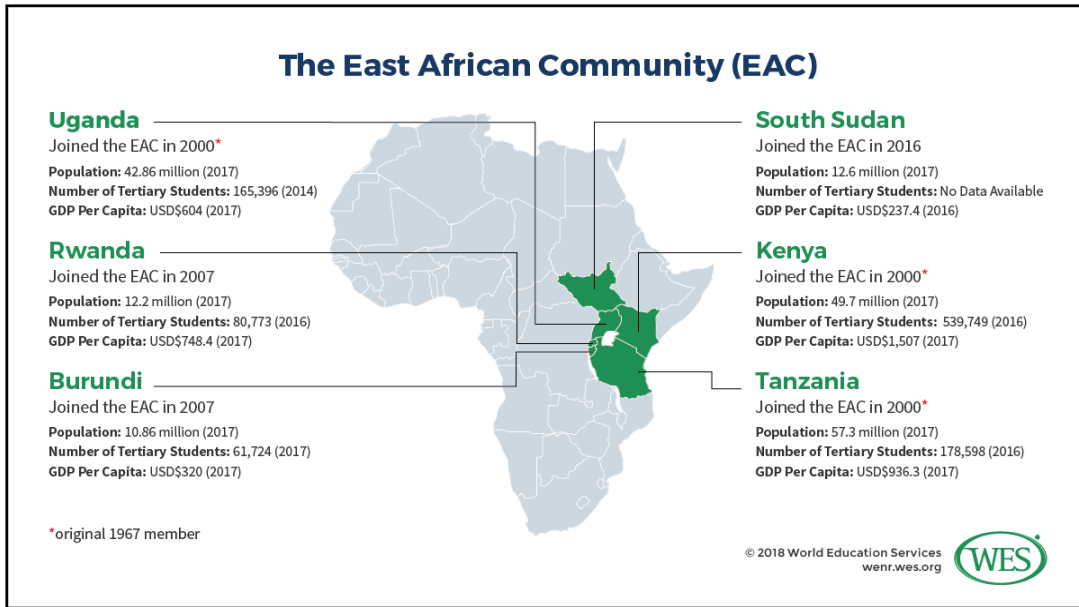 The East African Community (EAC)
Uganda
Joined the EAC in 2000*
Population: 42.86 million (2017)
Number of Tertiary Students: 165,396 (2014)
GDP Per Capita: USD$604 (2017)
Rwanda
Joined the EAC in 2007
Population: 12.2 million (2017)
Number of Tertiary Students: 80,773 (2016)
GDP Per Capita: USD$748.4 (2017)
Burundi
Joined the EAC in 2007
Population: 10.86 million (2017)
Number of Tertiary Students: 61,724 (2017)
GDP Per Capita: USD$320 (2017)
*original 1967 member
South Sudan
Joined the EAC in 2016
Population: 12.6 million (2017)
Number of Tertiary Students: No Data Available
GDP Per Capita: USD$237.4 (2016)
Kenya
Joined the EAC in 2000*
Population: 49.7 million (2017)
Number of Tertiary Students: 539,749 (2016)
GDP Per Capita: USD$1,507 (2017)
Tanzania
Joined the EAC in 2000*
Population: 57.3 million (2017)
Number of Tertiary Students: 178,598 (2016)
GDP Per Capita: USD$936.3 (2017)
© 2018 World Education Services
wenr.wes.org
WES